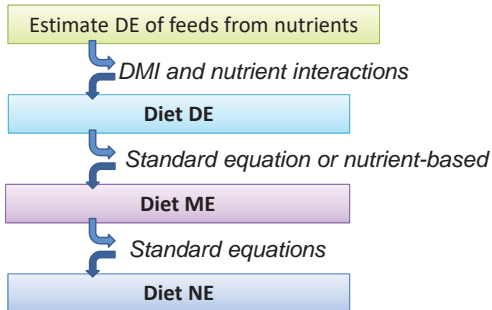 Estimate DE of feeds from nutrients
DMI and nutrient interactions
Diet DE
Standard equation or nutrient-based
Diet ME
Standard equations
Diet NE